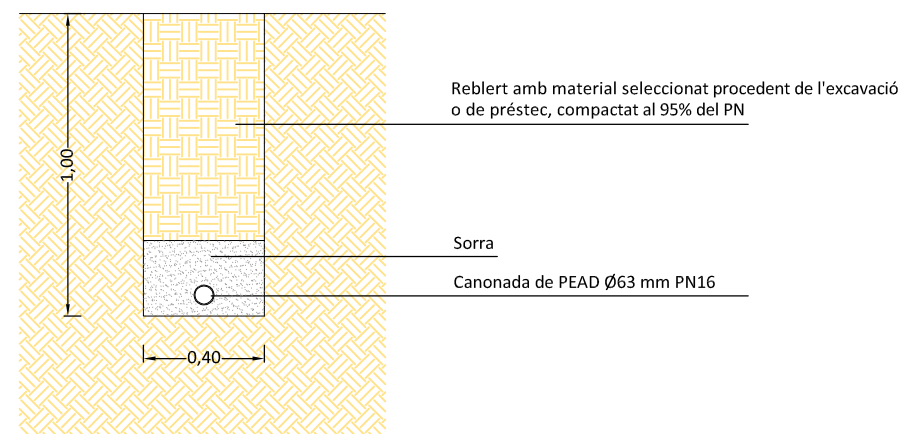 Reblert amb material seleccionat procedent de l'excavació
o de préstec, compactat al 95% del PN
1,00
Sorra
Canonada de PEAD Ø63 mm PN16
0,40